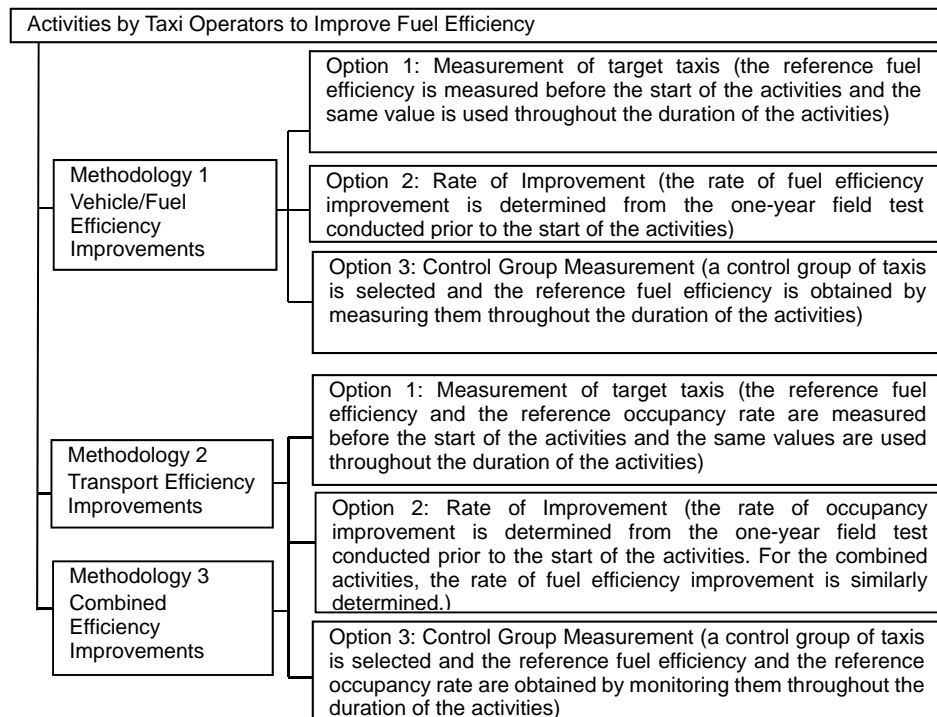 Activities by Taxi Operators to Improve Fuel Efficiency
Option 1: Measurement of target taxis (the reference fuel
efficiency is measured before the start of the activities and the
same value is used throughout the duration of the activities)
Methodology 1
Vehicle/Fuel
Efficiency
Improvements
Option 2: Rate of Improvement (the rate of fuel efficiency
improvement is determined from the one-year field test
conducted prior to the start of the activities)
Option 3: Control Group Measurement (a control group of taxis
is selected and the reference fuel efficiency is obtained by
measuring them throughout the duration of the activities)
Option 1: Measurement of target taxis (the reference fuel
efficiency and the reference occupancy rate are measured
before the start of the activities and the same values are used
throughout the duration of the activities)
Methodology 2
Transport Efficiency
Improvements
Option 2: Rate of Improvement (the rate of occupancy
improvement is determined from the one-year field test
conducted prior to the start of the activities. For the combined
activities, the rate of fuel efficiency improvement is similarly
determined.)
Methodology 3
Combined
Efficiency
Improvements
Option 3: Control Group Measurement (a control group of taxis
is selected and the reference fuel efficiency and the reference
occupancy rate are obtained by monitoring them throughout the
duration of the activities)